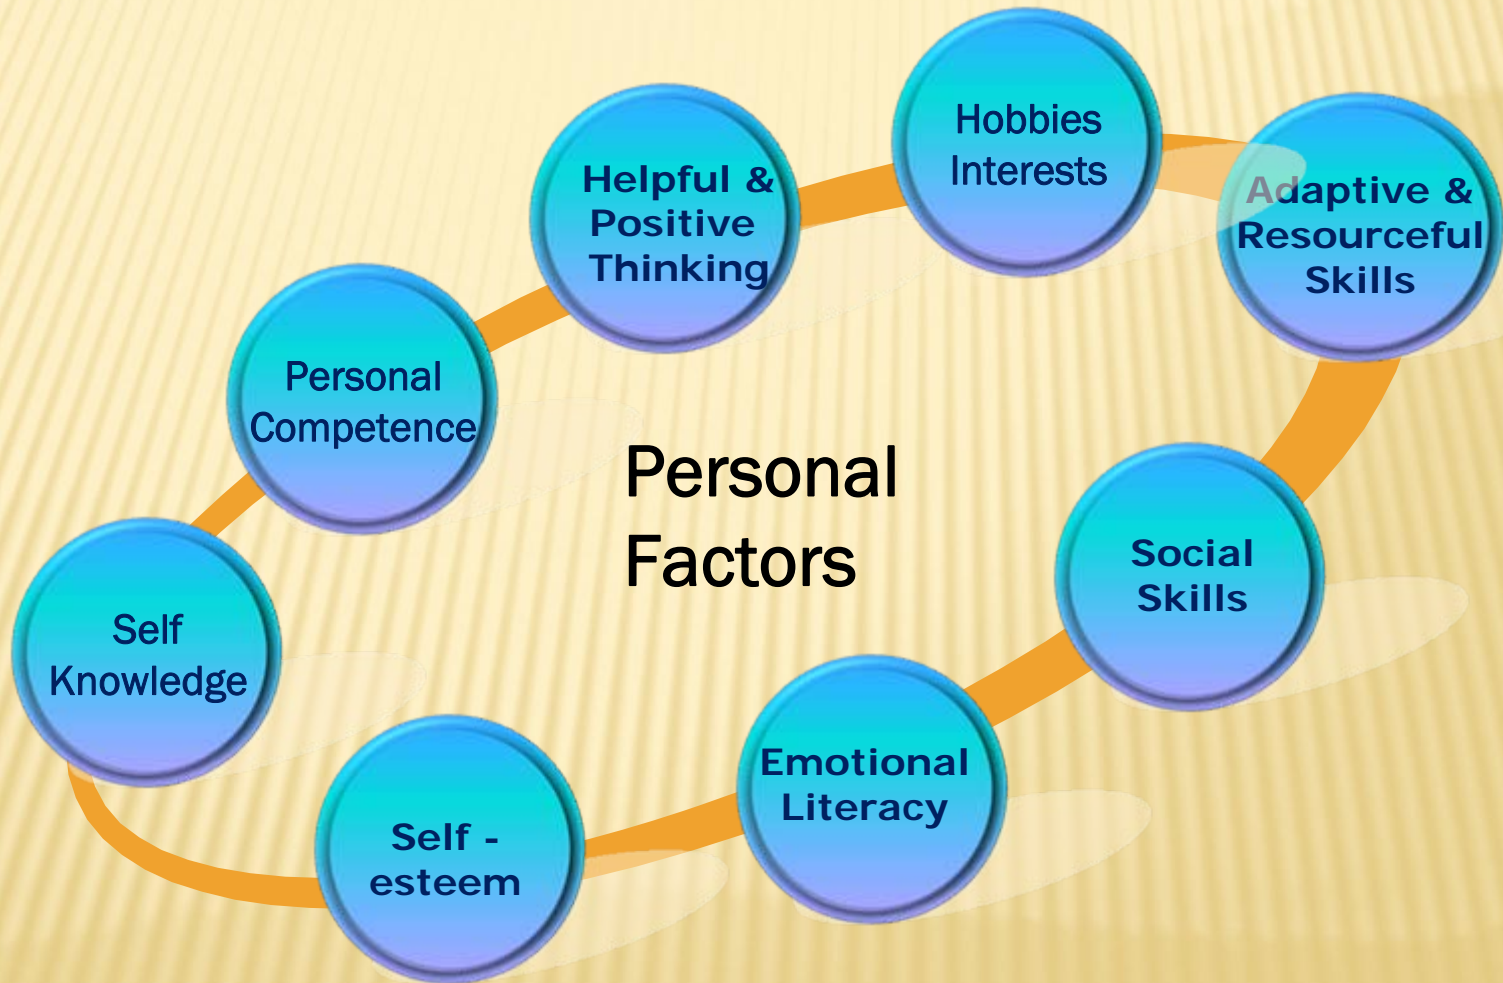 Hobbies
Interests
Helpful &
Positive
Thinking
Adaptive &
Resourceful
Skills
Personal
Competence
Personal
Factors
Social
Skills
Self
Knowledge
Emotional
Literacy
Self -
esteem